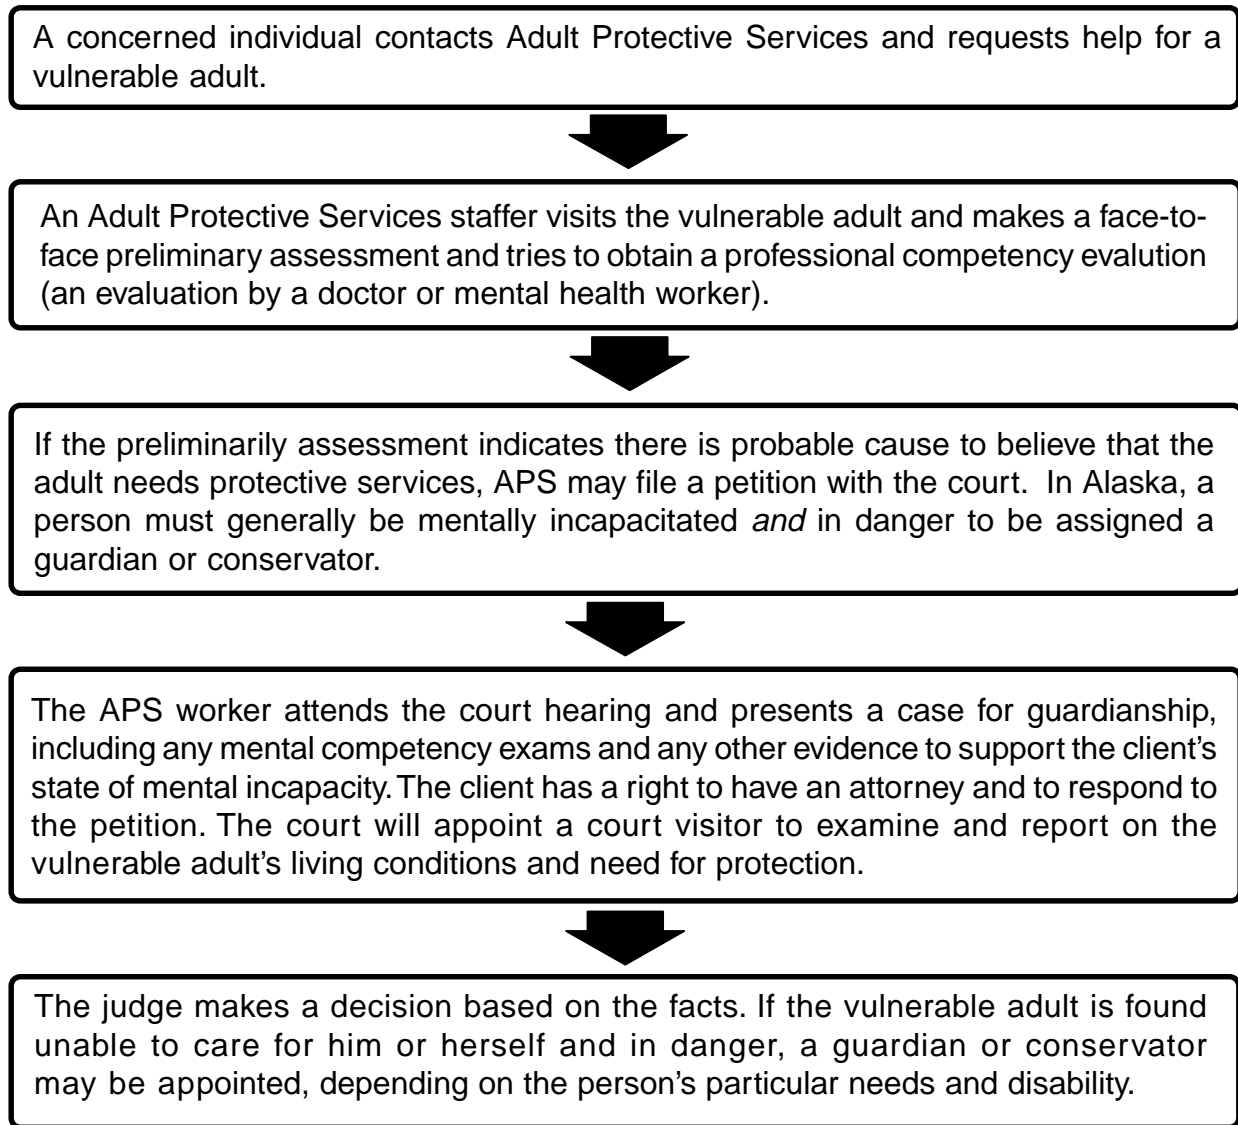 A concerned individual contacts Adult Protective Services and requests help for a
vulnerable adult.
An Adult Protective Services staffer visits the vulnerable adult and makes a face-to-
face preliminary assessment and tries to obtain a professional competency evalution
(an evaluation by a doctor or mental health worker).
If the preliminarily assessment indicates there is probable cause to believe that the
adult needs protective services, APS may file a petition with the court. In Alaska, a
person must generally be mentally incapacitated and in danger to be assigned a
guardian or conservator.
The APS worker attends the court hearing and presents a case for guardianship,
including any mental competency exams and any other evidence to support the client's
state of mental incapacity. The client has a right to have an attorney and to respond to
the petition. The court will appoint a court visitor to examine and report on the
vulnerable adult's living conditions and need for protection.
The judge makes a decision based on the facts. If the vulnerable adult is found
unable to care for him or herself and in danger, a guardian or conservator
may be appointed, depending on the person's particular needs and disability.